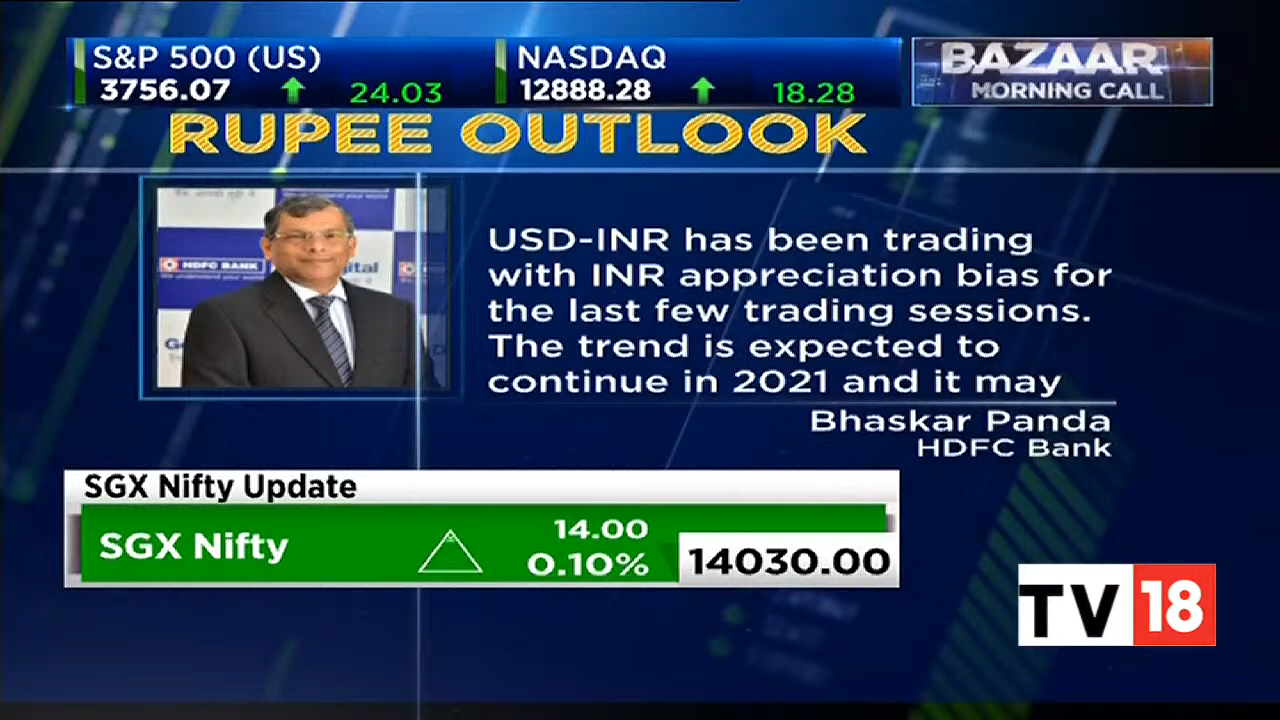 S&P 500 (US)
3756.07 24.03
NASDAQ
12888.28 18.28
BAZAAR
MORNING CALL
RUPEE OUTLOOK
HDFC BANK
USD-INR has been trading
with INR appreciation bias for
the last few trading sessions.
The trend is expected to
continue in 2021 and it may
Bhaskar Panda
HDFC Bank
SGX Nifty Update
SGX Nifty 14.00
0.10% 14030.00
TV18